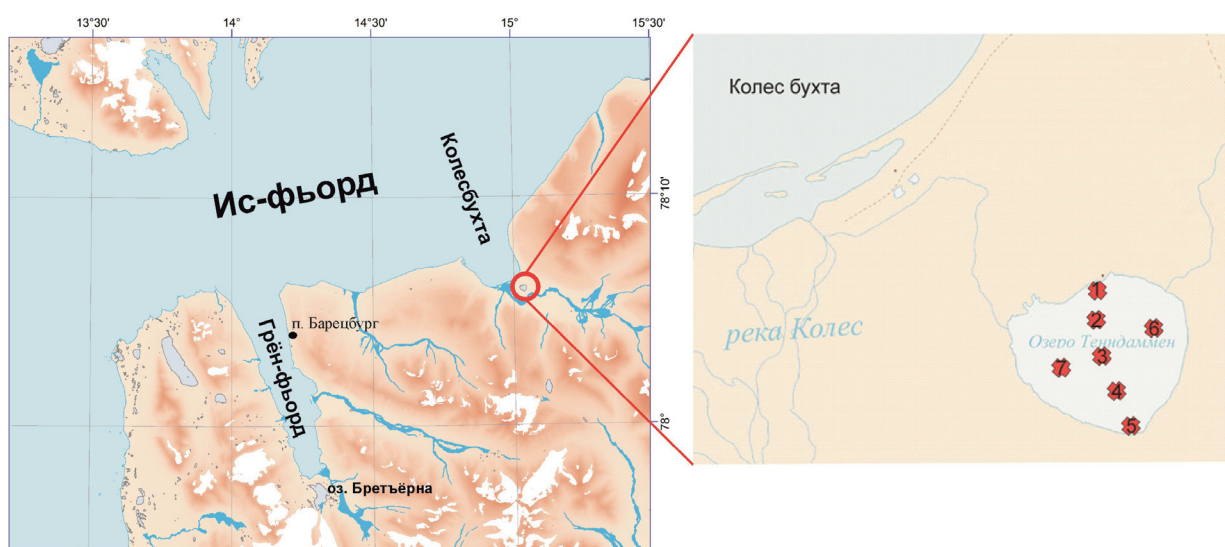 13°30'
14°
14°30'
15°
15°30'
Ис-фьорд
Колесбухта
78°10'
п. Баренцбург
Грён-фьорд
78°
оз. Бретъёрна
Колес бухта
река Колес
Озеро Тенндаммен
1
2
6
3
7
4
5